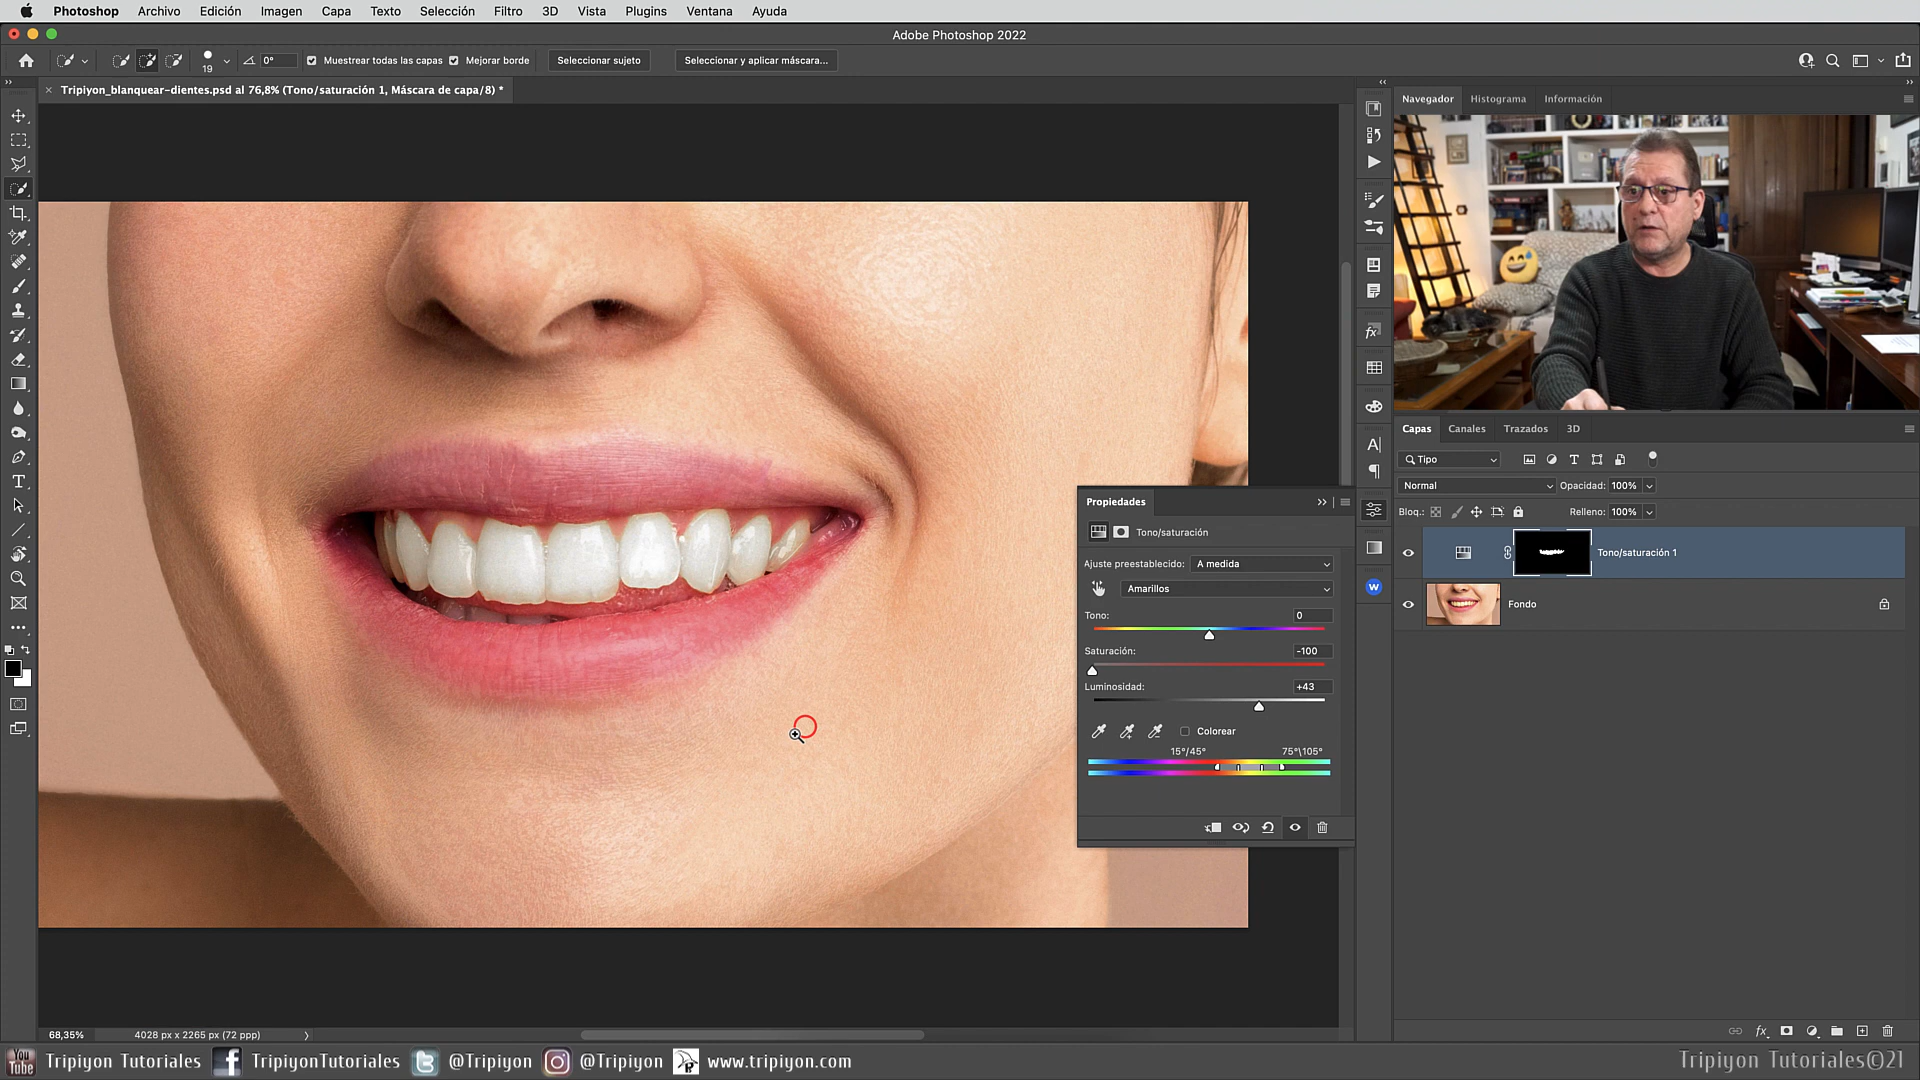 Photoshop Archivo Edición Imagen Capa Texto Selección Filtro 3D Vista Plugins Ventana Ayuda
Adobe Photoshop 2022
19 0° Muestrear todas las capas Mejorar borde Seleccionar sujeto Seleccionar y aplicar máscara...
Tripiyon_blanquear-dientes.psd al 76,8% (Tono/saturación 1, Máscara de capa/8) *
Navegador Histograma Información
Capas Canales Trazados 3D
Tipo
Normal Opacidad: 100%
Bloq.: Relleno: 100%
Tono/saturación 1
Fondo
Propiedades
Tono/saturación
Ajuste preestablecido: A medida
Amarillos
Tono: 0
Saturación: -100
Luminosidad: +43
Colorear
15°/45° 75°\105°
68,35% 4028 px x 2265 px (72 ppp)
You Tube Tripiyon Tutoriales TripiyonTutoriales @Tripiyon @Tripiyon www.tripiyon.com Tripiyon Tutoriales©21